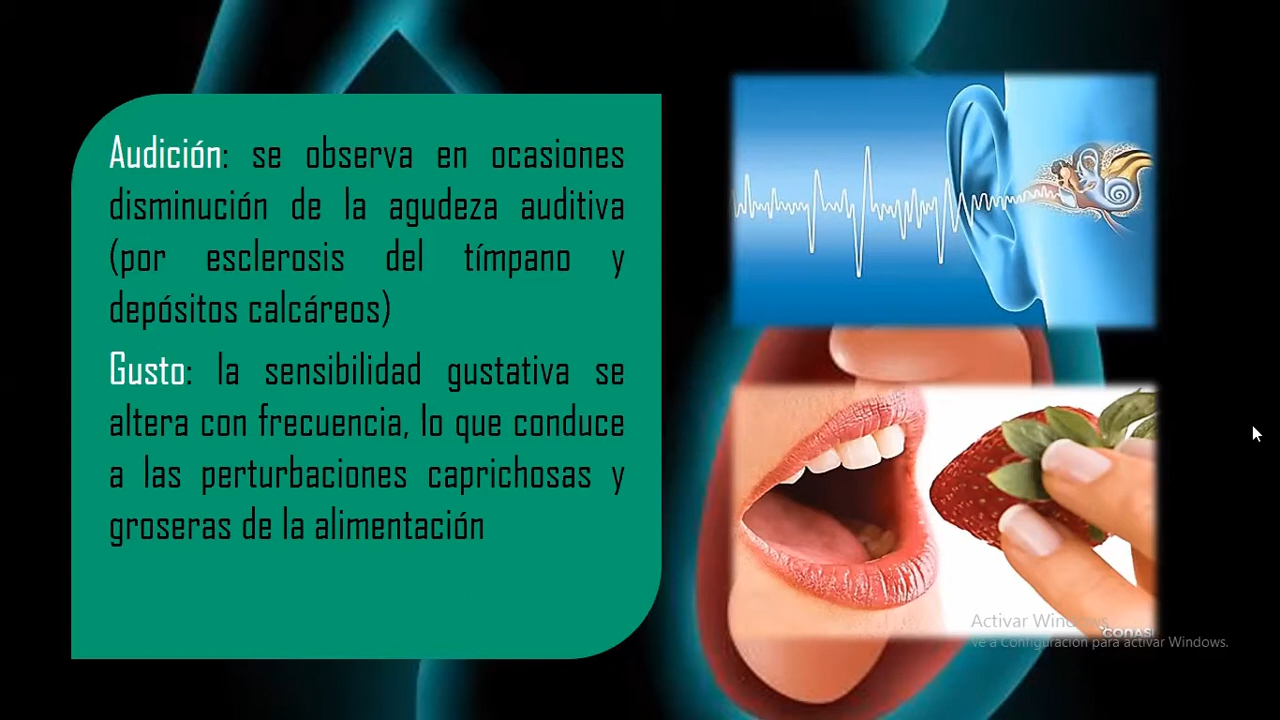 Audición: se observa en ocasiones
disminución de la agudeza auditiva
(por esclerosis del tímpano y
depósitos calcáreos)
Gusto: la sensibilidad gustativa se
altera con frecuencia, lo que conduce
a las perturbaciones caprichosas y
groseras de la alimentación
Activar Windows
Ve a Configuración para activar Windows.